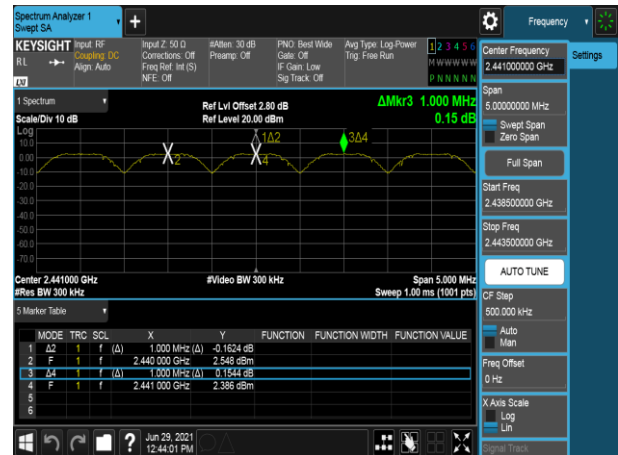 Spectrum Analyzer 1
Swept SA
+
Frequency
KEYSIGHT
RL
LXI
Input: RF
Coupling: DC
Align: Auto
Input Z: 50 Ω
Corrections: Off
Freq Ref: Int (S)
NFE: Off
#Atten: 30 dB
Preamp: Off
PNO: Best Wide
Gate: Off
IF Gain: Low
Sig Track: Off
Avg Type: Log-Power
Trig: Free Run
1 2 3 4 5 6
M W W W W W
P N N N N N
Center Frequency
2.441000000 GHz
Settings
Span
5.00000000 MHz
Swept Span
Zero Span
Full Span
Start Freq
2.438500000 GHz
Stop Freq
2.443500000 GHz
AUTO TUNE
CF Step
500.000 kHz
Auto
Man
Freq Offset
0 Hz
X Axis Scale
Log
Lin
Signal Track
1 Spectrum
Scale/Div 10 dB
Ref Lvl Offset 2.80 dB
Ref Level 20.00 dBm
ΔMkr3 1.000 MHz
0.15 dB
Log
10.0
0.00
-10.0
-20.0
-30.0
-40.0
-50.0
-60.0
-70.0
2
1Δ2
4
3Δ4
Center 2.441000 GHz
#Res BW 300 kHz
#Video BW 300 kHz
Span 5.000 MHz
Sweep 1.00 ms (1001 pts)
5 Marker Table
MODE TRC SCL X Y FUNCTION FUNCTION WIDTH FUNCTION VALUE
1 Δ2 1 f (Δ) 1.000 MHz (Δ) -0.1624 dB
2 F 1 f 2.440 000 GHz 2.548 dBm
3 Δ4 1 f (Δ) 1.000 MHz (Δ) 0.1544 dB
4 F 1 f 2.441 000 GHz 2.386 dBm
5
6
?
Jun 29, 2021
12:44:01 PM